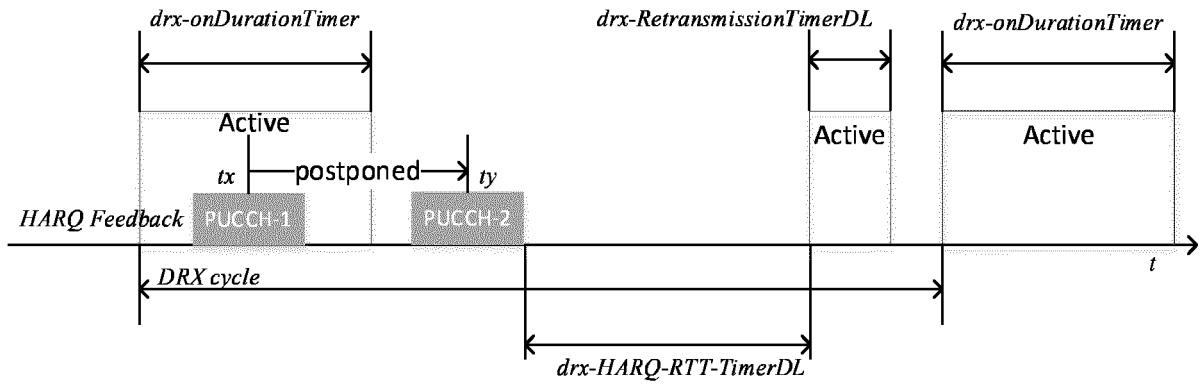 drx-onDurationTimer drx-RetransmissionTimerDL drx-onDurationTimer
Active Active Active
tx postponed ty
HARQ Feedback PUCCH-1 PUCCH-2
t
DRX cycle
drx-HARQ-RTT-TimerDL